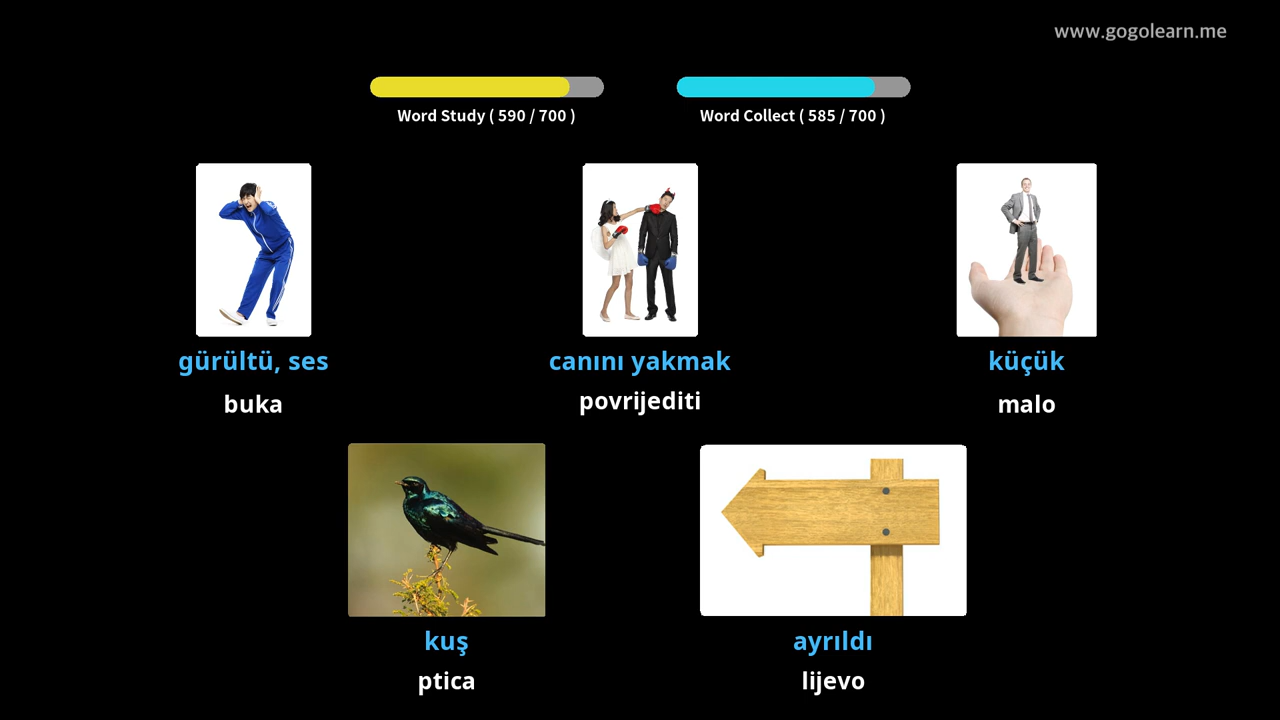 www.gogolearn.me
Word Study ( 590 / 700 )
Word Collect ( 585 / 700 )
gürültü, ses
buka
canını yakmak
povrijediti
küçük
malo
kuş
ptica
ayrıldı
lijevo